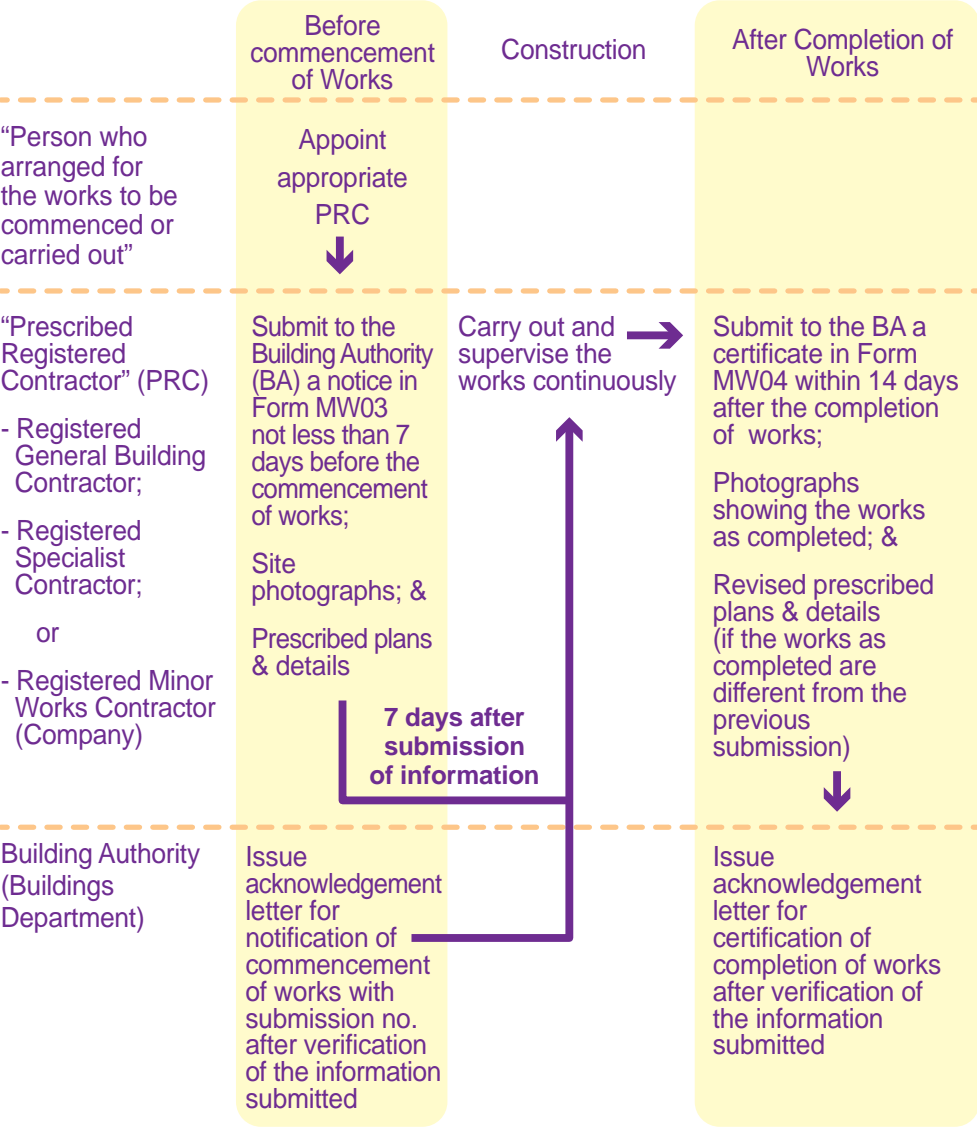 Before
commencement
of Works
Construction
After Completion of
Works
“Person who
arranged for
the works to be
commenced or
carried out”
Appoint
appropriate
PRC
“Prescribed
Registered
Contractor” (PRC)
- Registered
General Building
Contractor;
- Registered
Specialist
Contractor;
or
- Registered Minor
Works Contractor
(Company)
Submit to the
Building Authority
(BA) a notice in
Form MW03
not less than 7
days before the
commencement
of works;
Site
photographs; &
Prescribed plans
& details
7 days after
submission
of information
Carry out and
supervise the
works continuously
Submit to the BA a
certificate in Form
MW04 within 14 days
after the completion
of works;
Photographs
showing the works
as completed; &
Revised prescribed
plans & details
(if the works as
completed are
different from the
previous
submission)
Building Authority
(Buildings
Department)
Issue
acknowledgement
letter for
notification of
commencement
of works with
submission no.
after verification
of the information
submitted
Issue
acknowledgement
letter for
certification of
completion of works
after verification of
the information
submitted